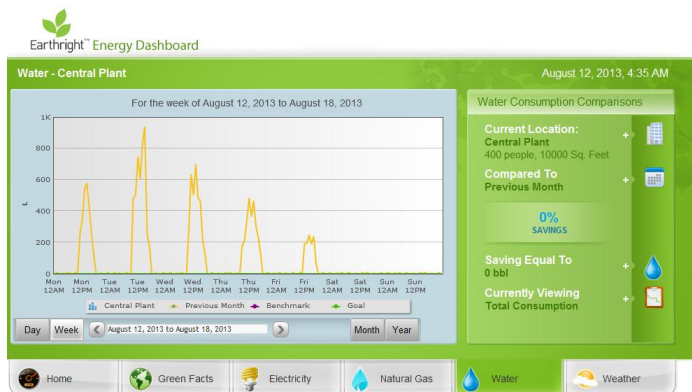 Earthright™ Energy Dashboard
Water - Central Plant
August 12, 2013, 4:35 AM
For the week of August 12, 2013 to August 18, 2013
1K
800
600
400
200
0
L
Mon Mon Tue Tue Wed Wed Thu Thu Fri Fri Sat Sat Sun Sun
12AM 12PM 12AM 12PM 12AM 12PM 12AM 12PM 12AM 12PM 12AM 12PM 12AM 12PM
Central Plant Previous Month Benchmark Goal
Day Week August 12, 2013 to August 18, 2013 Month Year
Water Consumption Comparisons
Current Location:
Central Plant
400 people, 10000 Sq. Feet
Compared To
Previous Month
0%
SAVINGS
Saving Equal To
0 bbl
Currently Viewing
Total Consumption
Home Green Facts Electricity Natural Gas Water Weather